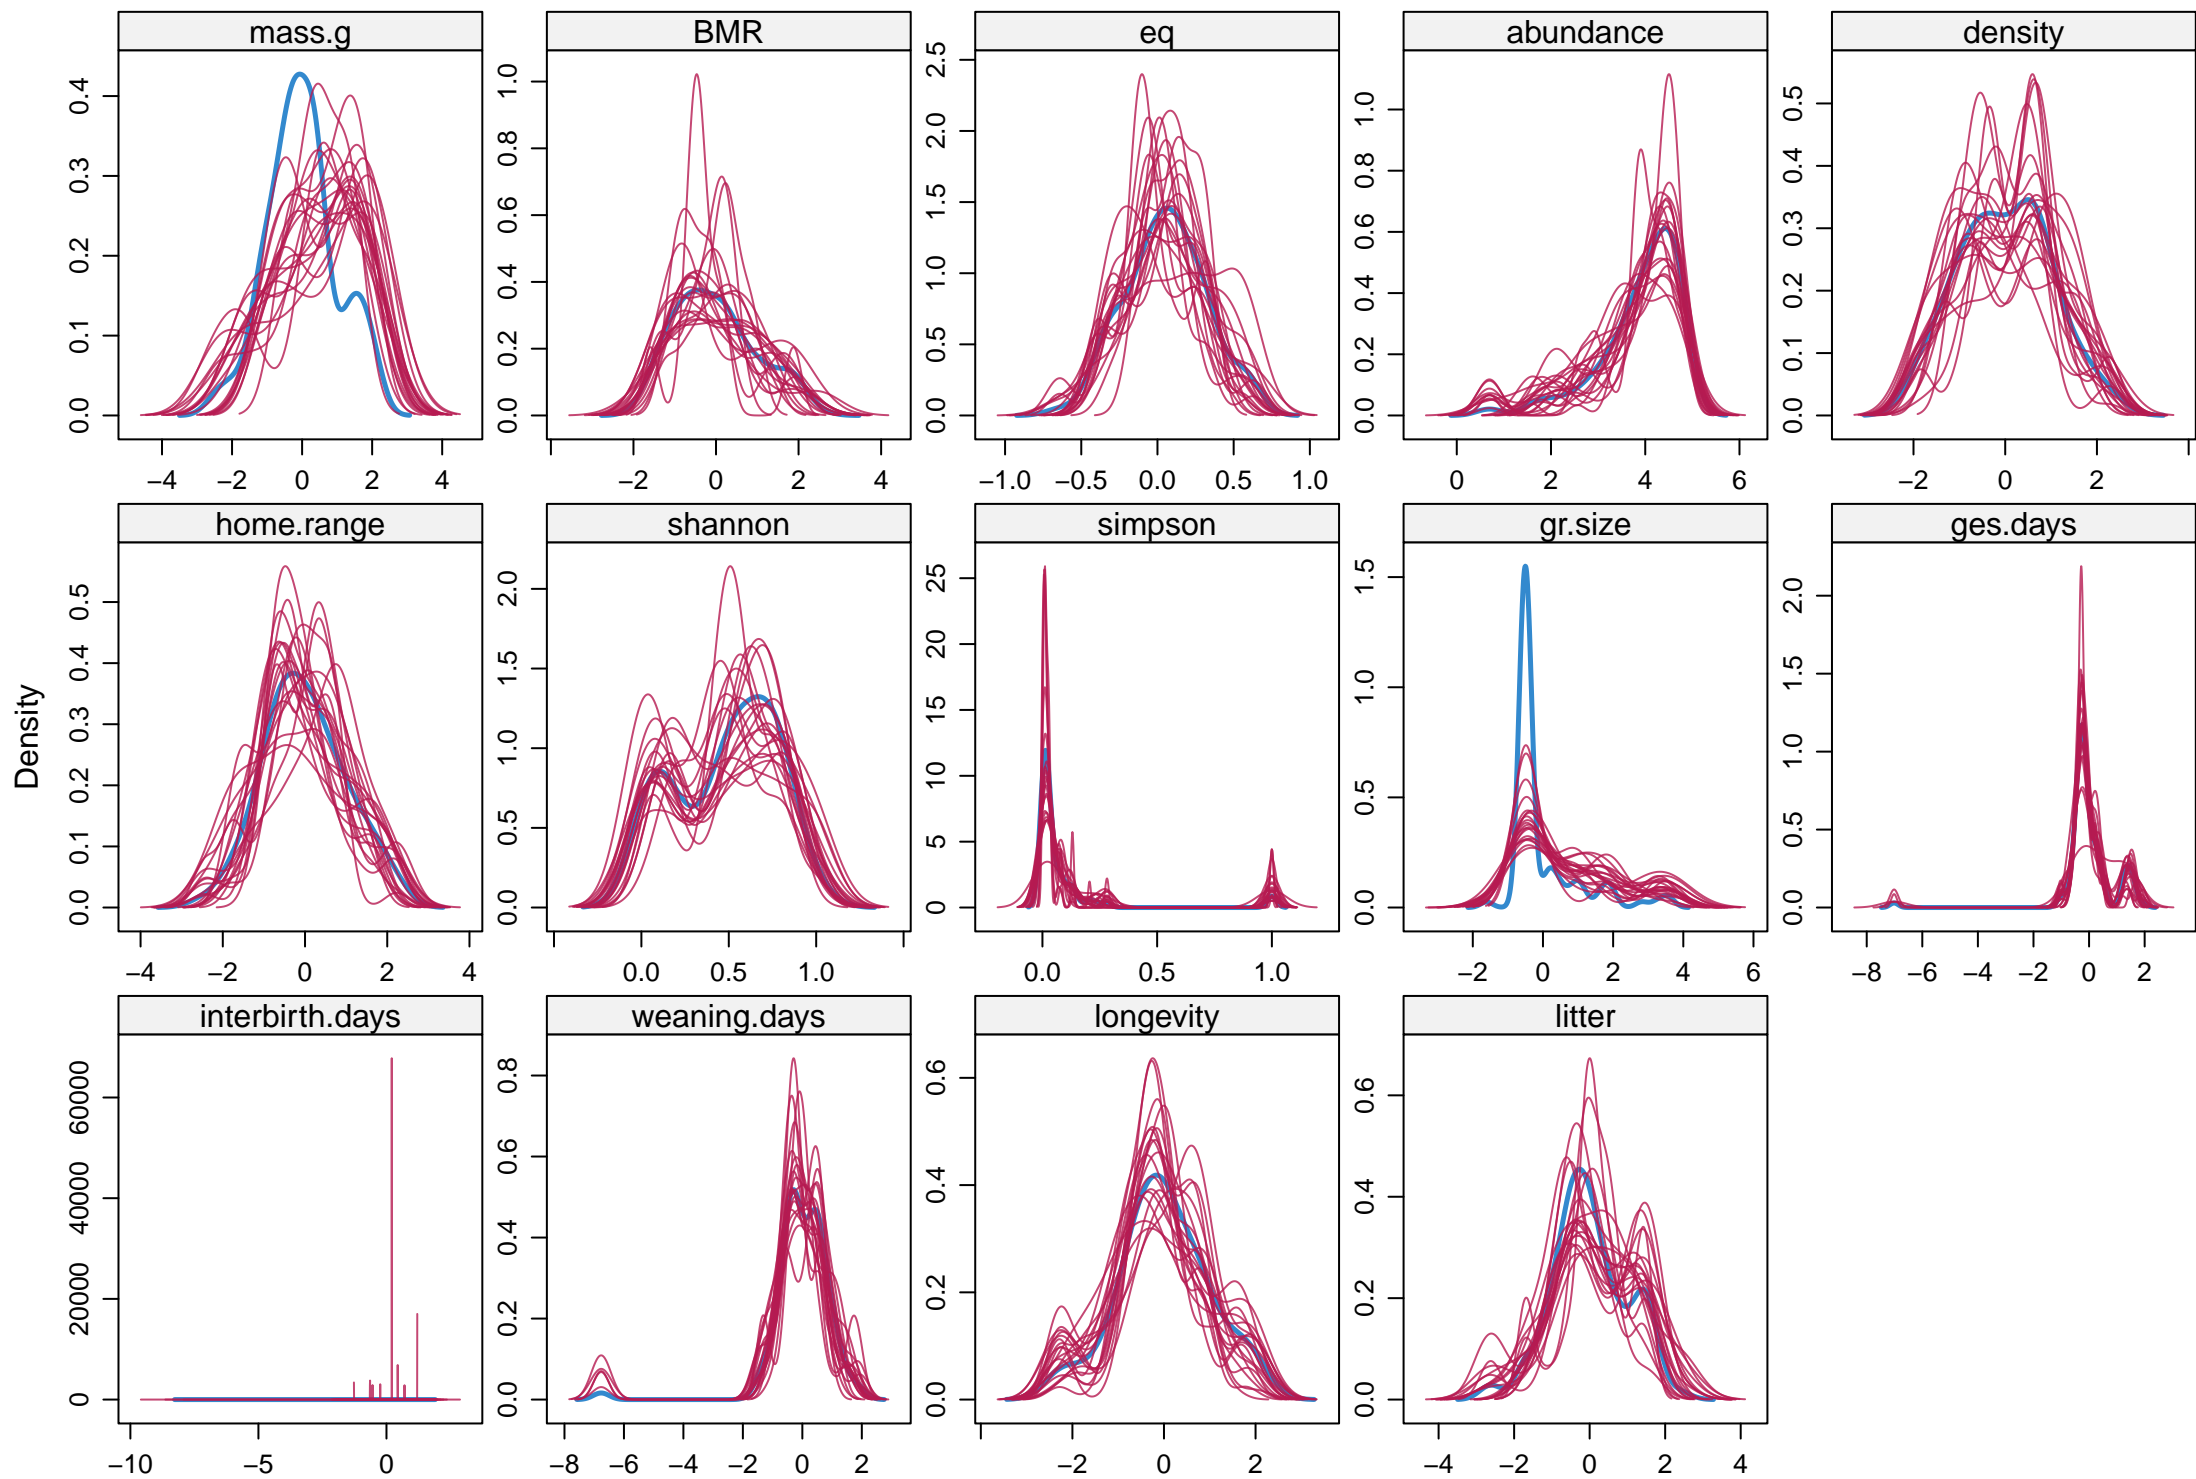 mass.g
0.0 0.1 0.2 0.3 0.4
−4 −2 0 2 4
BMR
0.0 0.2 0.4 0.6 0.8 1.0
−2 0 2 4
eq
0.0 0.5 1.0 1.5 2.0 2.5
−1.0 −0.5 0.0 0.5 1.0
abundance
0.0 0.2 0.4 0.6 0.8 1.0
0 2 4 6
density
0.0 0.1 0.2 0.3 0.4 0.5
−2 0 2
Density
home.range
0.0 0.1 0.2 0.3 0.4 0.5
−4 −2 0 2 4
shannon
0.0 0.5 1.0 1.5 2.0
0.0 0.5 1.0
simpson
0 5 10 15 20 25
0.0 0.5 1.0
gr.size
0.0 0.5 1.0 1.5
−2 0 2 4 6
ges.days
0.0 0.5 1.0 1.5 2.0
−8 −6 −4 −2 0 2
interbirth.days
0 20000 40000 60000
−10 −5 0
weaning.days
0.0 0.2 0.4 0.6 0.8
−8 −6 −4 −2 0 2
longevity
0.0 0.2 0.4 0.6
−2 0 2
litter
0.0 0.2 0.4 0.6
−4 −2 0 2 4